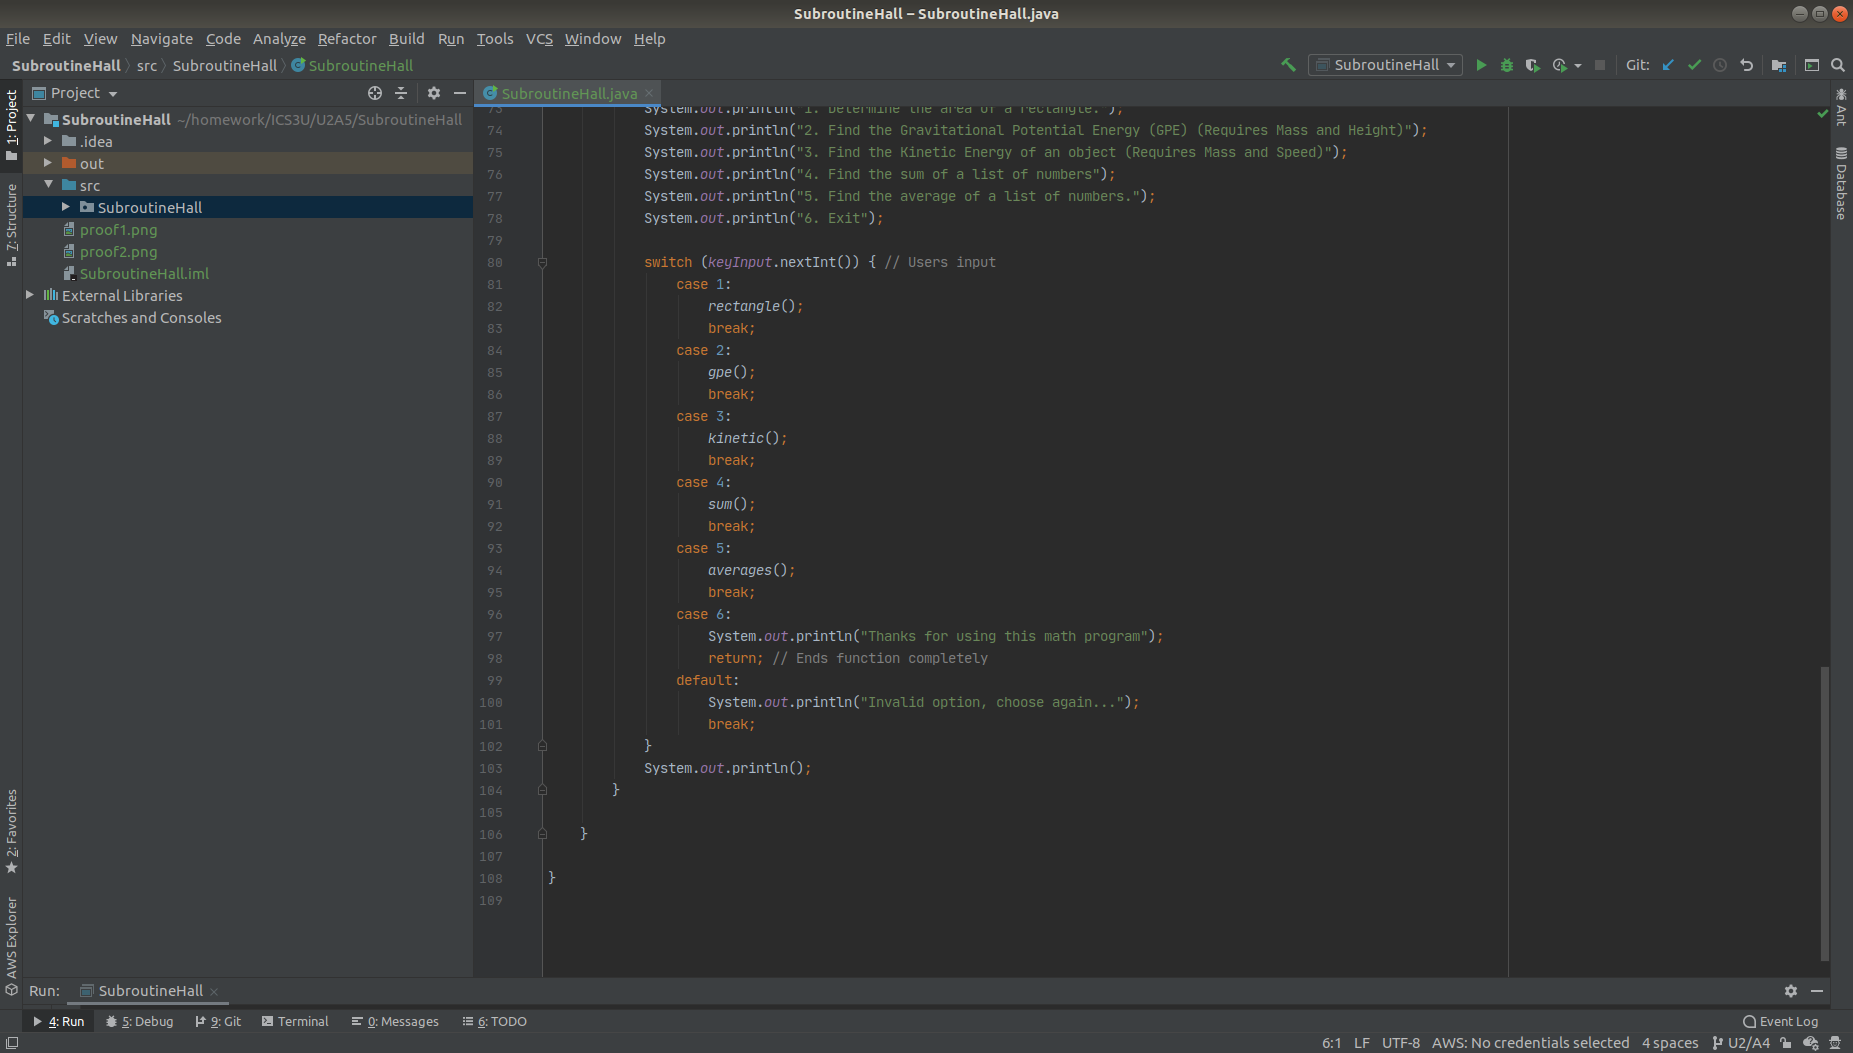 SubroutineHall – SubroutineHall.java
File Edit View Navigate Code Analyze Refactor Build Run Tools VCS Window Help
SubroutineHall src SubroutineHall SubroutineHall
SubroutineHall Git:
1: Project
7: Structure
2: Favorites
AWS Explorer
Project
SubroutineHall ~/homework/ICS3U/U2A5/SubroutineHall
.idea
out
src
SubroutineHall
proof1.png
proof2.png
SubroutineHall.iml
External Libraries
Scratches and Consoles
SubroutineHall.java
73 System.out.println("1. Determine the area of a rectangle.");
74 System.out.println("2. Find the Gravitational Potential Energy (GPE) (Requires Mass and Height)");
75 System.out.println("3. Find the Kinetic Energy of an object (Requires Mass and Speed)");
76 System.out.println("4. Find the sum of a list of numbers");
77 System.out.println("5. Find the average of a list of numbers.");
78 System.out.println("6. Exit");
79
80 switch (keyInput.nextInt()) { // Users input
81 case 1:
82 rectangle();
83 break;
84 case 2:
85 gpe();
86 break;
87 case 3:
88 kinetic();
89 break;
90 case 4:
91 sum();
92 break;
93 case 5:
94 averages();
95 break;
96 case 6:
97 System.out.println("Thanks for using this math program");
98 return; // Ends function completely
99 default:
100 System.out.println("Invalid option, choose again...");
101 break;
102 }
103 System.out.println();
104 }
105
106 }
107
108 }
109
Ant
Database
Run: SubroutineHall
4: Run 5: Debug 9: Git Terminal 0: Messages 6: TODO Event Log
6:1 LF UTF-8 AWS: No credentials selected 4 spaces U2/A4